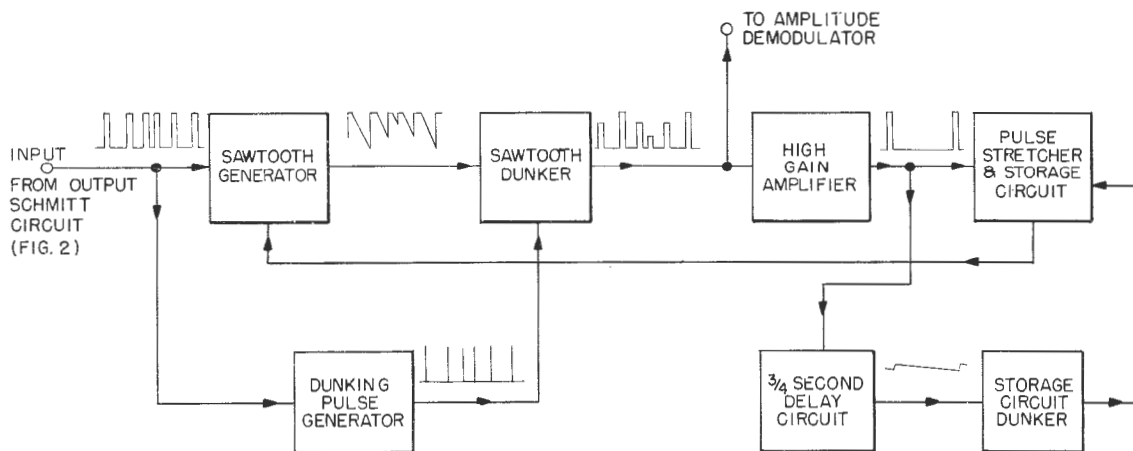 TO AMPLITUDE
DEMODULATOR
INPUT
FROM OUTPUT
SCHMITT
CIRCUIT
(FIG. 2)
SAWTOOTH
GENERATOR
SAWTOOTH
DUNKER
HIGH
GAIN
AMPLIFIER
PULSE
STRETCHER
& STORAGE
CIRCUIT
DUNKING
PULSE
GENERATOR
3/4 SECOND
DELAY
CIRCUIT
STORAGE
CIRCUIT
DUNKER